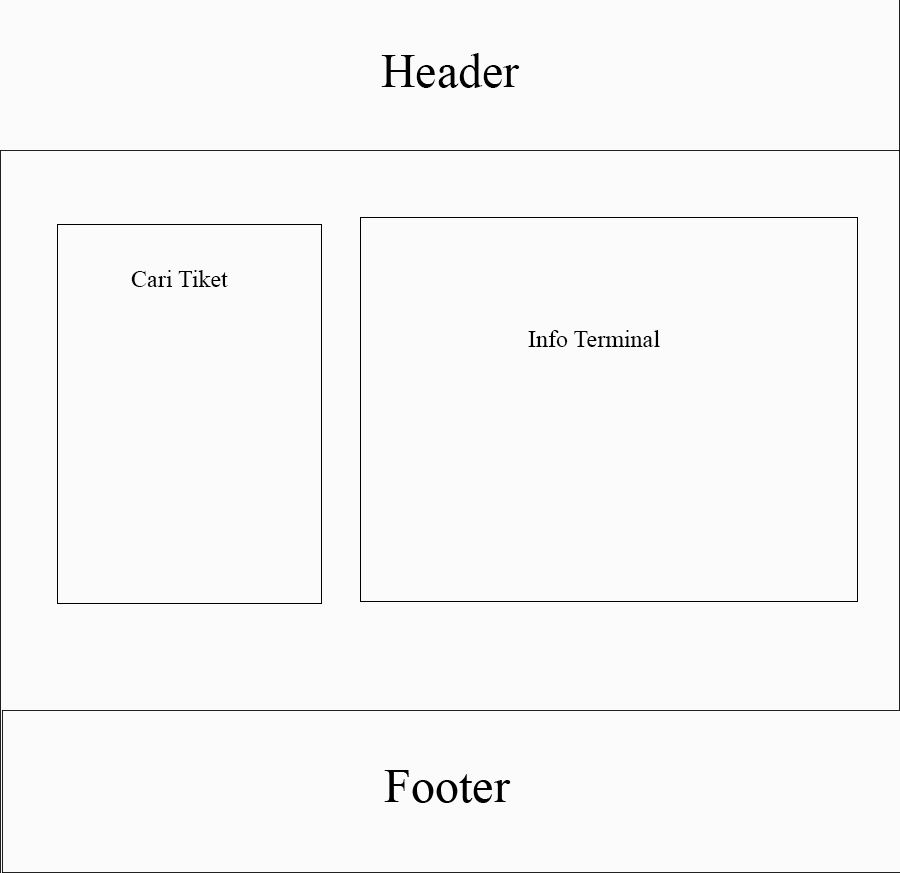 Header
Cari Tiket
Info Terminal
Footer